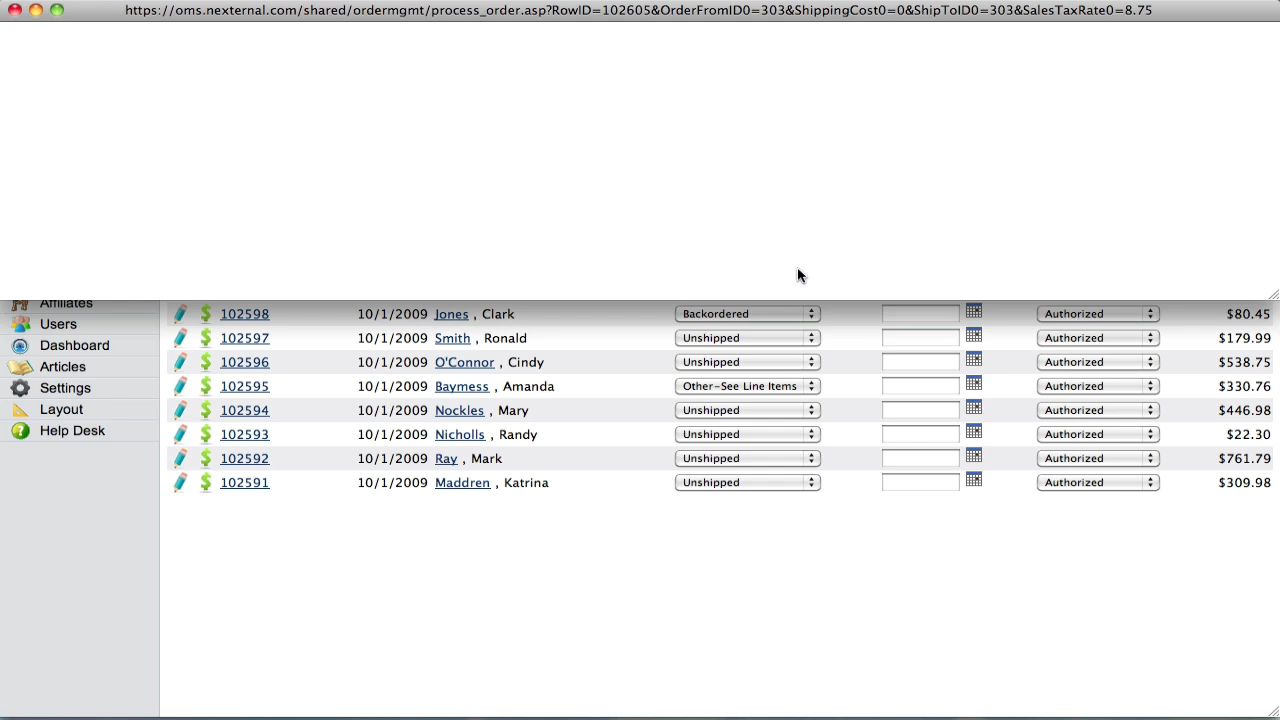 https://oms.nexternal.com/shared/ordermgmt/process_order.asp?RowID=102605&OrderFromID0=303&ShippingCost0=0&ShipToID0=303&SalesTaxRate0=8.75
Affiliates
Users
Dashboard
Articles
Settings
Layout
Help Desk
102598 10/1/2009 Jones , Clark Backordered Authorized $80.45
102597 10/1/2009 Smith , Ronald Unshipped Authorized $179.99
102596 10/1/2009 O'Connor , Cindy Unshipped Authorized $538.75
102595 10/1/2009 Baymess , Amanda Other-See Line Items Authorized $330.76
102594 10/1/2009 Nockles , Mary Unshipped Authorized $446.98
102593 10/1/2009 Nicholls , Randy Unshipped Authorized $22.30
102592 10/1/2009 Ray , Mark Unshipped Authorized $761.79
102591 10/1/2009 Maddren , Katrina Unshipped Authorized $309.98